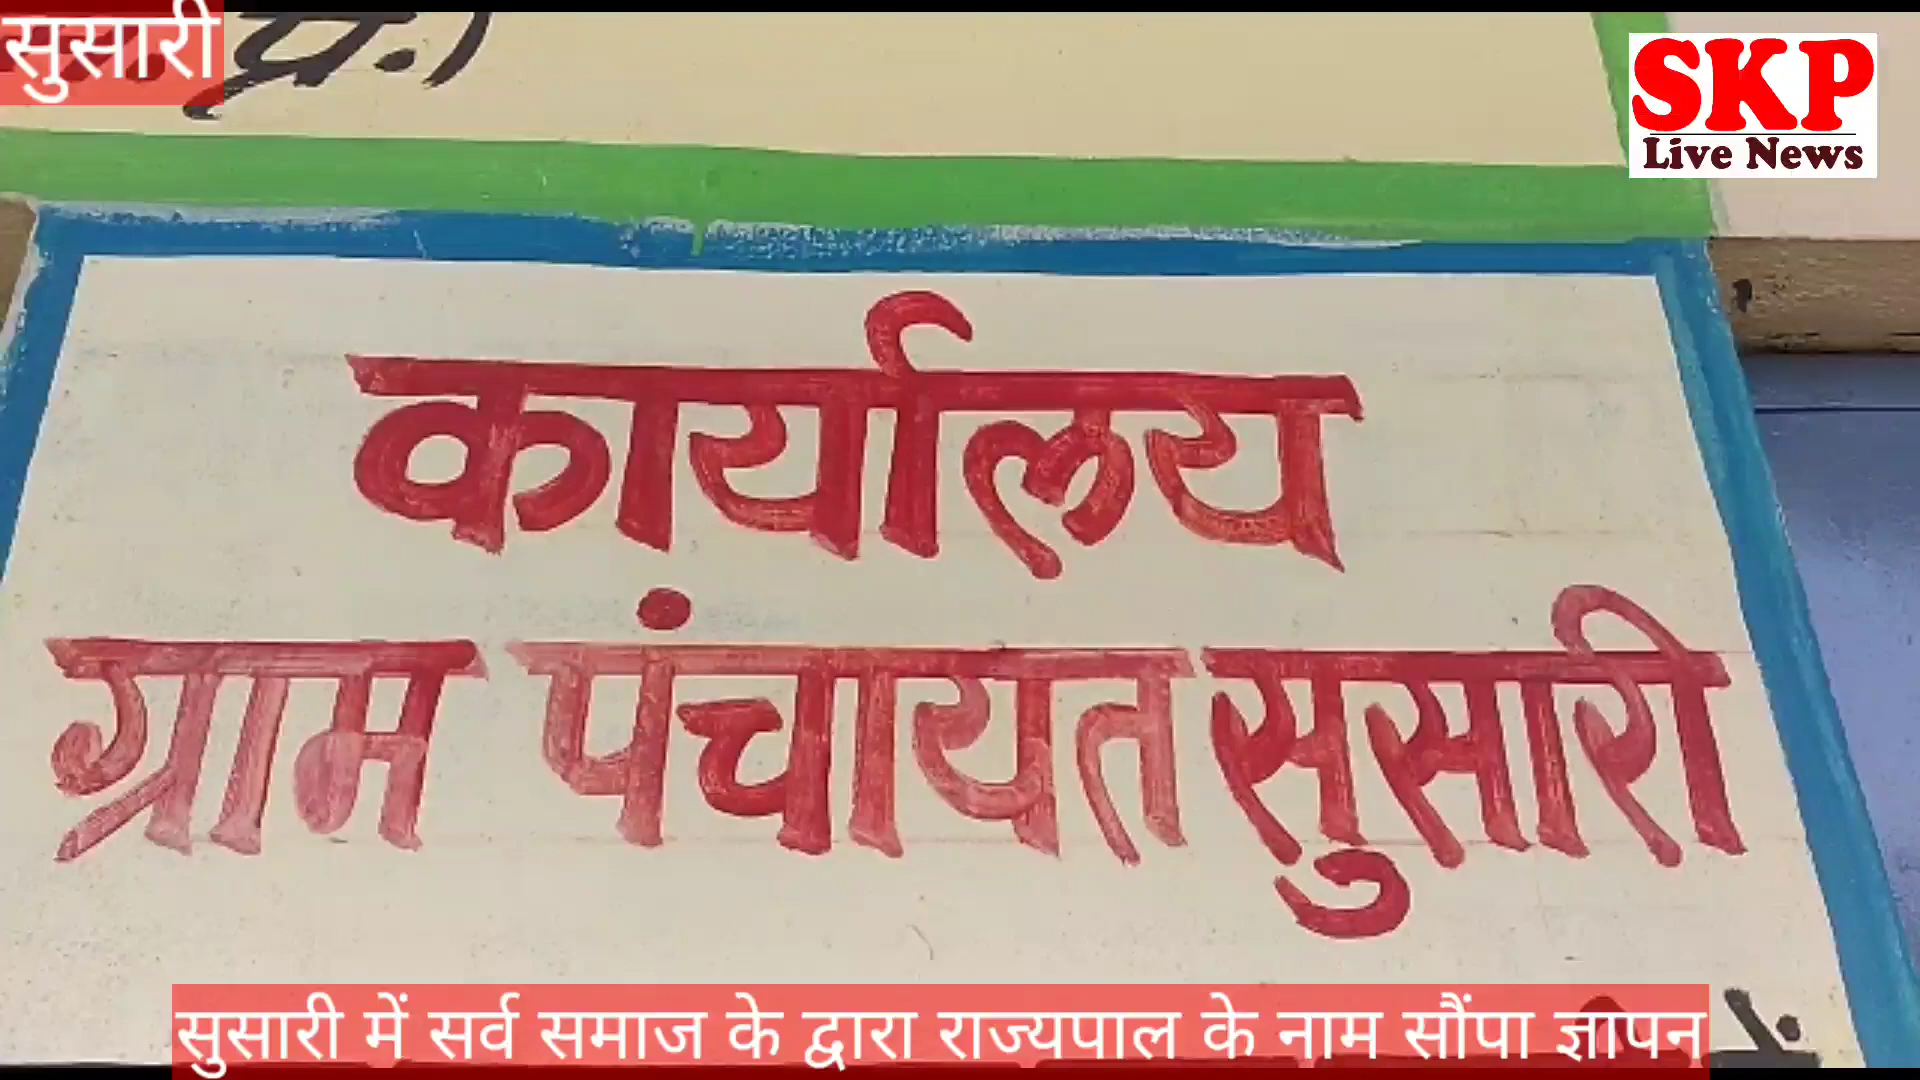 सुसारी
प्र.)
SKP
Live News
कार्यालय
ग्राम पंचायत सुसारी
सुसारी में सर्व समाज के द्वारा राज्यपाल के नाम सौंपा ज्ञापन